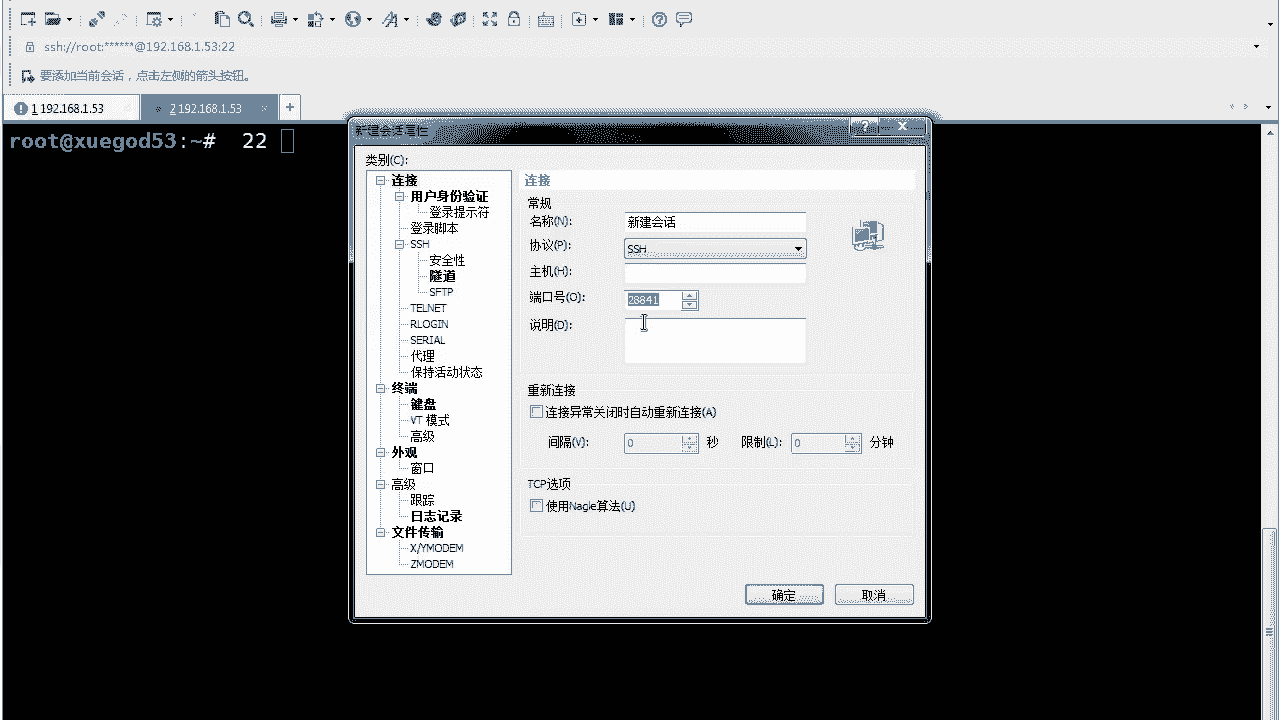 ssh://root:******@192.168.1.53:22
要添加当前会话，点击左侧的箭头按钮。
1 192.168.1.53
2 192.168.1.53
root@xuegod53:~# 22
新建会话属性
类别(C):
连接
用户身份验证
登录提示符
登录脚本
SSH
安全性
隧道
SFTP
TELNET
RLOGIN
SERIAL
代理
保持活动状态
终端
键盘
VT 模式
高级
外观
窗口
高级
跟踪
日志记录
文件传输
X/YMODEM
ZMODEM
连接
常规
名称(N): 新建会话
协议(P): SSH
主机(H):
端口号(O): 28841
说明(D):
重新连接
连接异常关闭时自动重新连接(A)
间隔(V): 0 秒 限制(L): 0 分钟
TCP选项
使用Nagle算法(U)
确定 取消